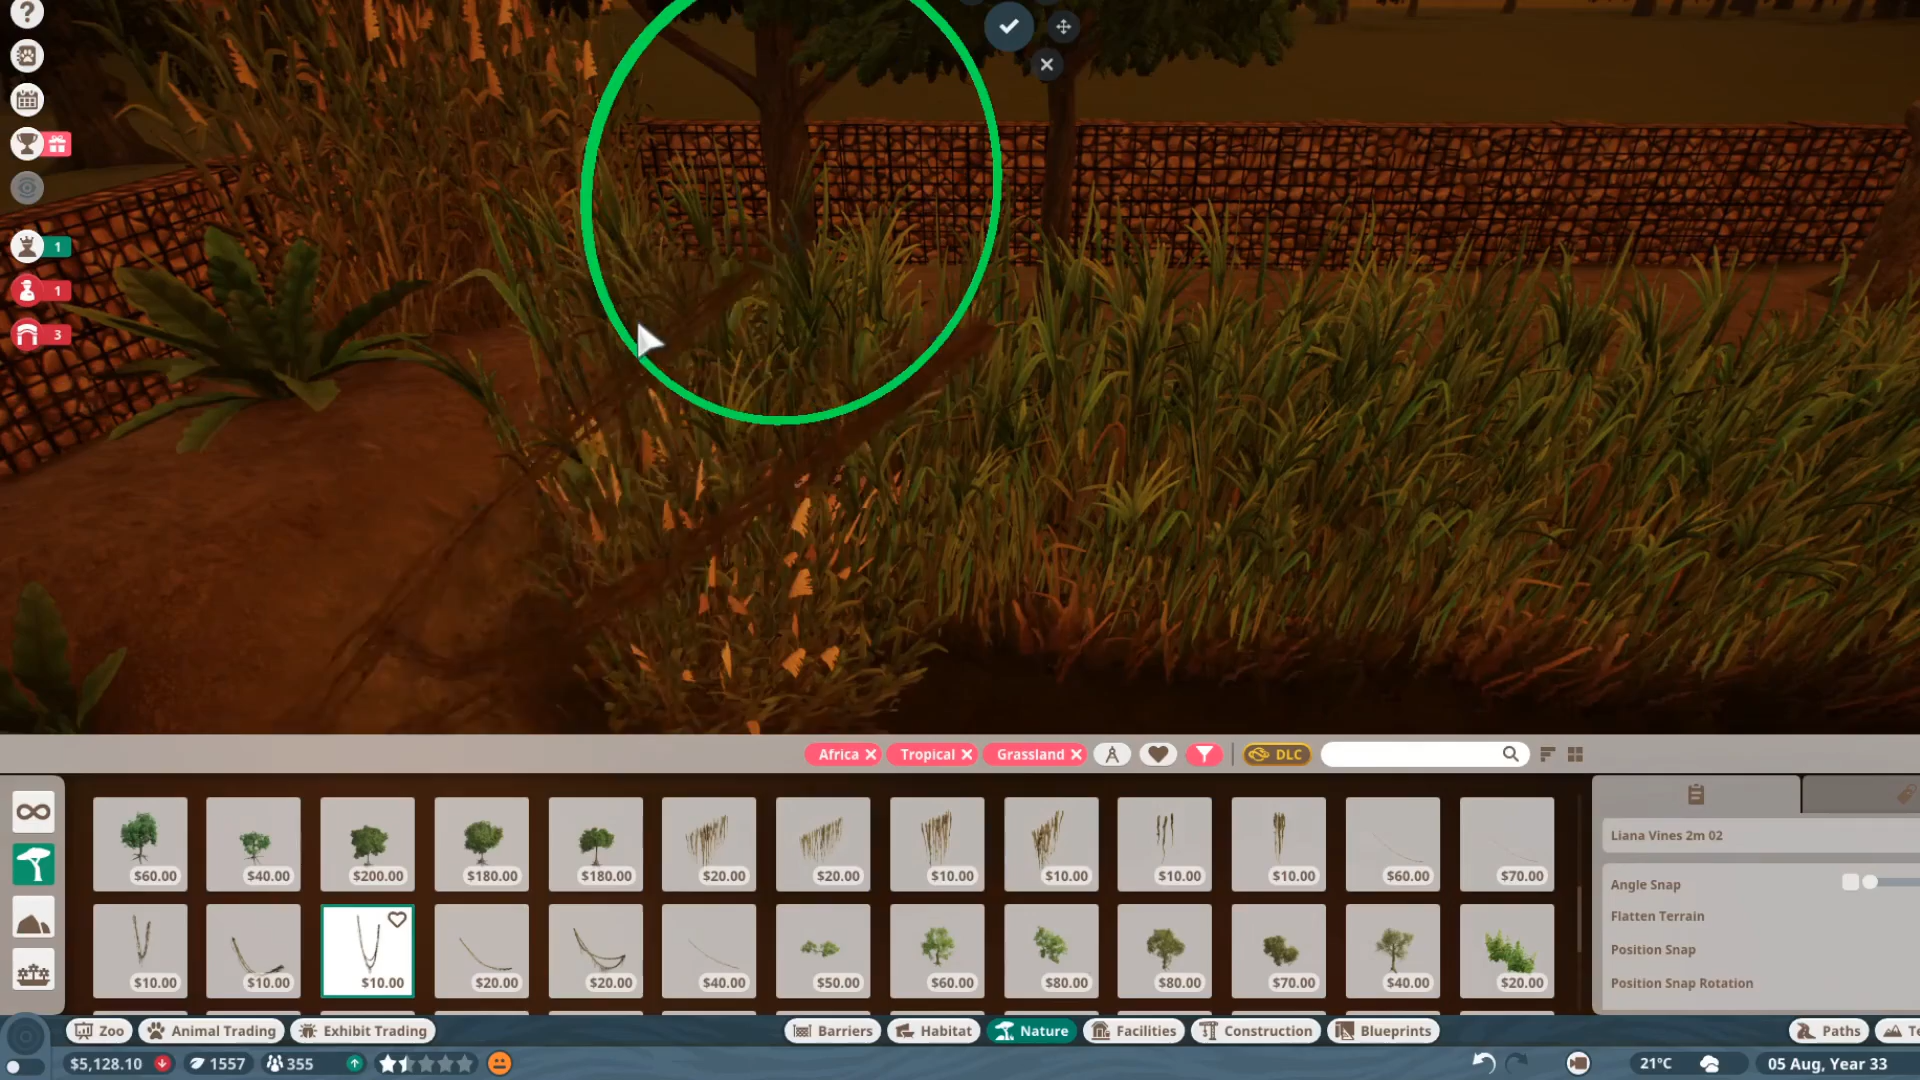 ?
1
1
3
Africa ✕ Tropical ✕ Grassland ✕ DLC
$60.00 $40.00 $200.00 $180.00 $180.00 $20.00 $20.00 $10.00 $10.00 $10.00 $10.00 $60.00 $70.00
$10.00 $10.00 $10.00 $20.00 $20.00 $40.00 $50.00 $60.00 $80.00 $80.00 $70.00 $40.00 $20.00
Liana Vines 2m 02
Angle Snap
Flatten Terrain
Position Snap
Position Snap Rotation
Zoo Animal Trading Exhibit Trading Barriers Habitat Nature Facilities Construction Blueprints Paths Te
$5,128.10 1557 355 21°C 05 Aug, Year 33